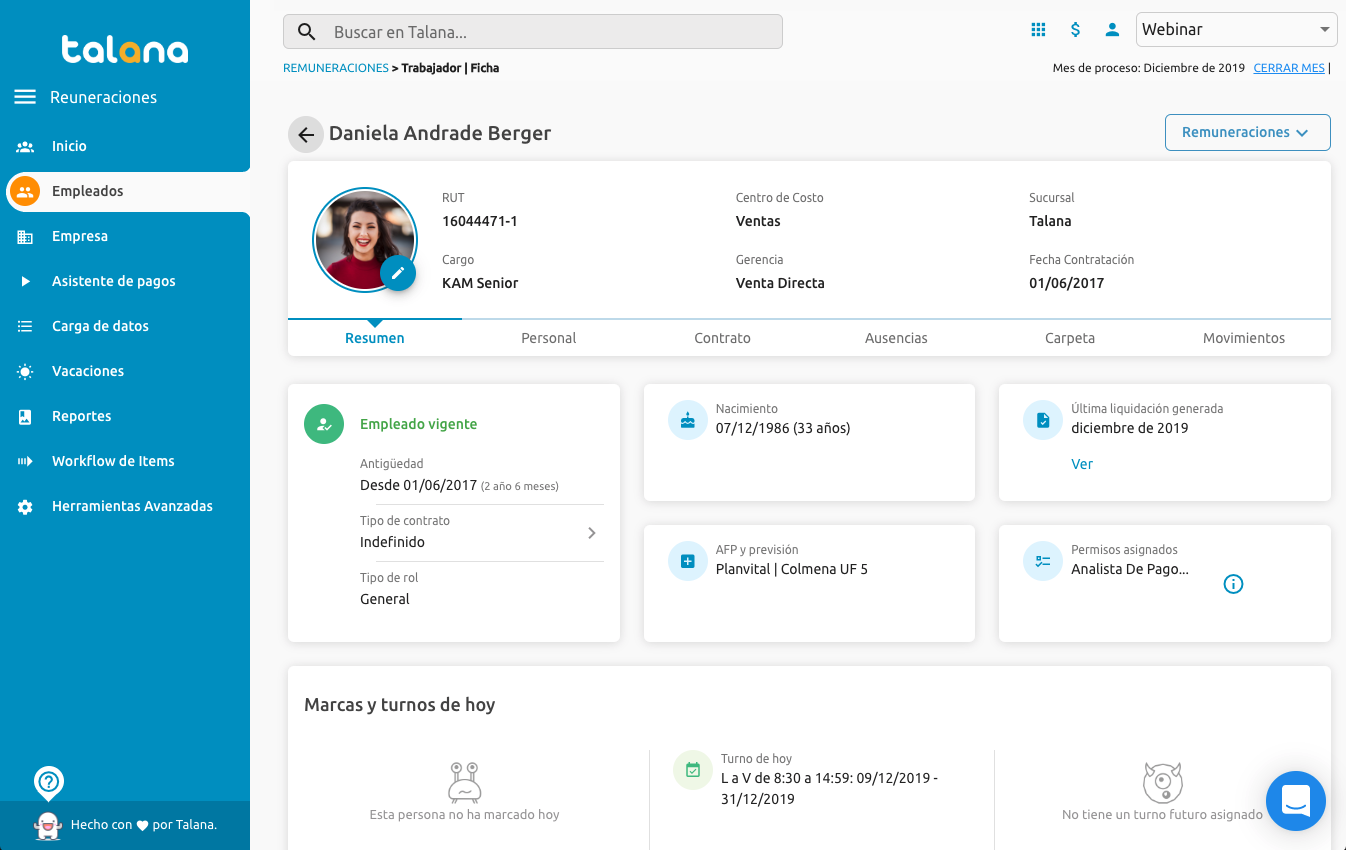 talana
Reuneraciones
Inicio
Empleados
Empresa
Asistente de pagos
Carga de datos
Vacaciones
Reportes
Workflow de Items
Herramientas Avanzadas
Hecho con por Talana.
Buscar en Talana...
$
Webinar
REMUNERACIONES > Trabajador | Ficha
Mes de proceso: Diciembre de 2019 CERRAR MES |
Daniela Andrade Berger
Remuneraciones
RUT
16044471-1
Centro de Costo
Ventas
Sucursal
Talana
Cargo
KAM Senior
Gerencia
Venta Directa
Fecha Contratación
01/06/2017
Resumen
Personal
Contrato
Ausencias
Carpeta
Movimientos
Empleado vigente
Antigüedad
Desde 01/06/2017 (2 año 6 meses)
Tipo de contrato
Indefinido
Tipo de rol
General
Nacimiento
07/12/1986 (33 años)
Última liquidación generada
diciembre de 2019
Ver
AFP y previsión
Planvital | Colmena UF 5
Permisos asignados
Analista De Pago...
Marcas y turnos de hoy
Esta persona no ha marcado hoy
Turno de hoy
L a V de 8:30 a 14:59: 09/12/2019 -
31/12/2019
No tiene un turno futuro asignado